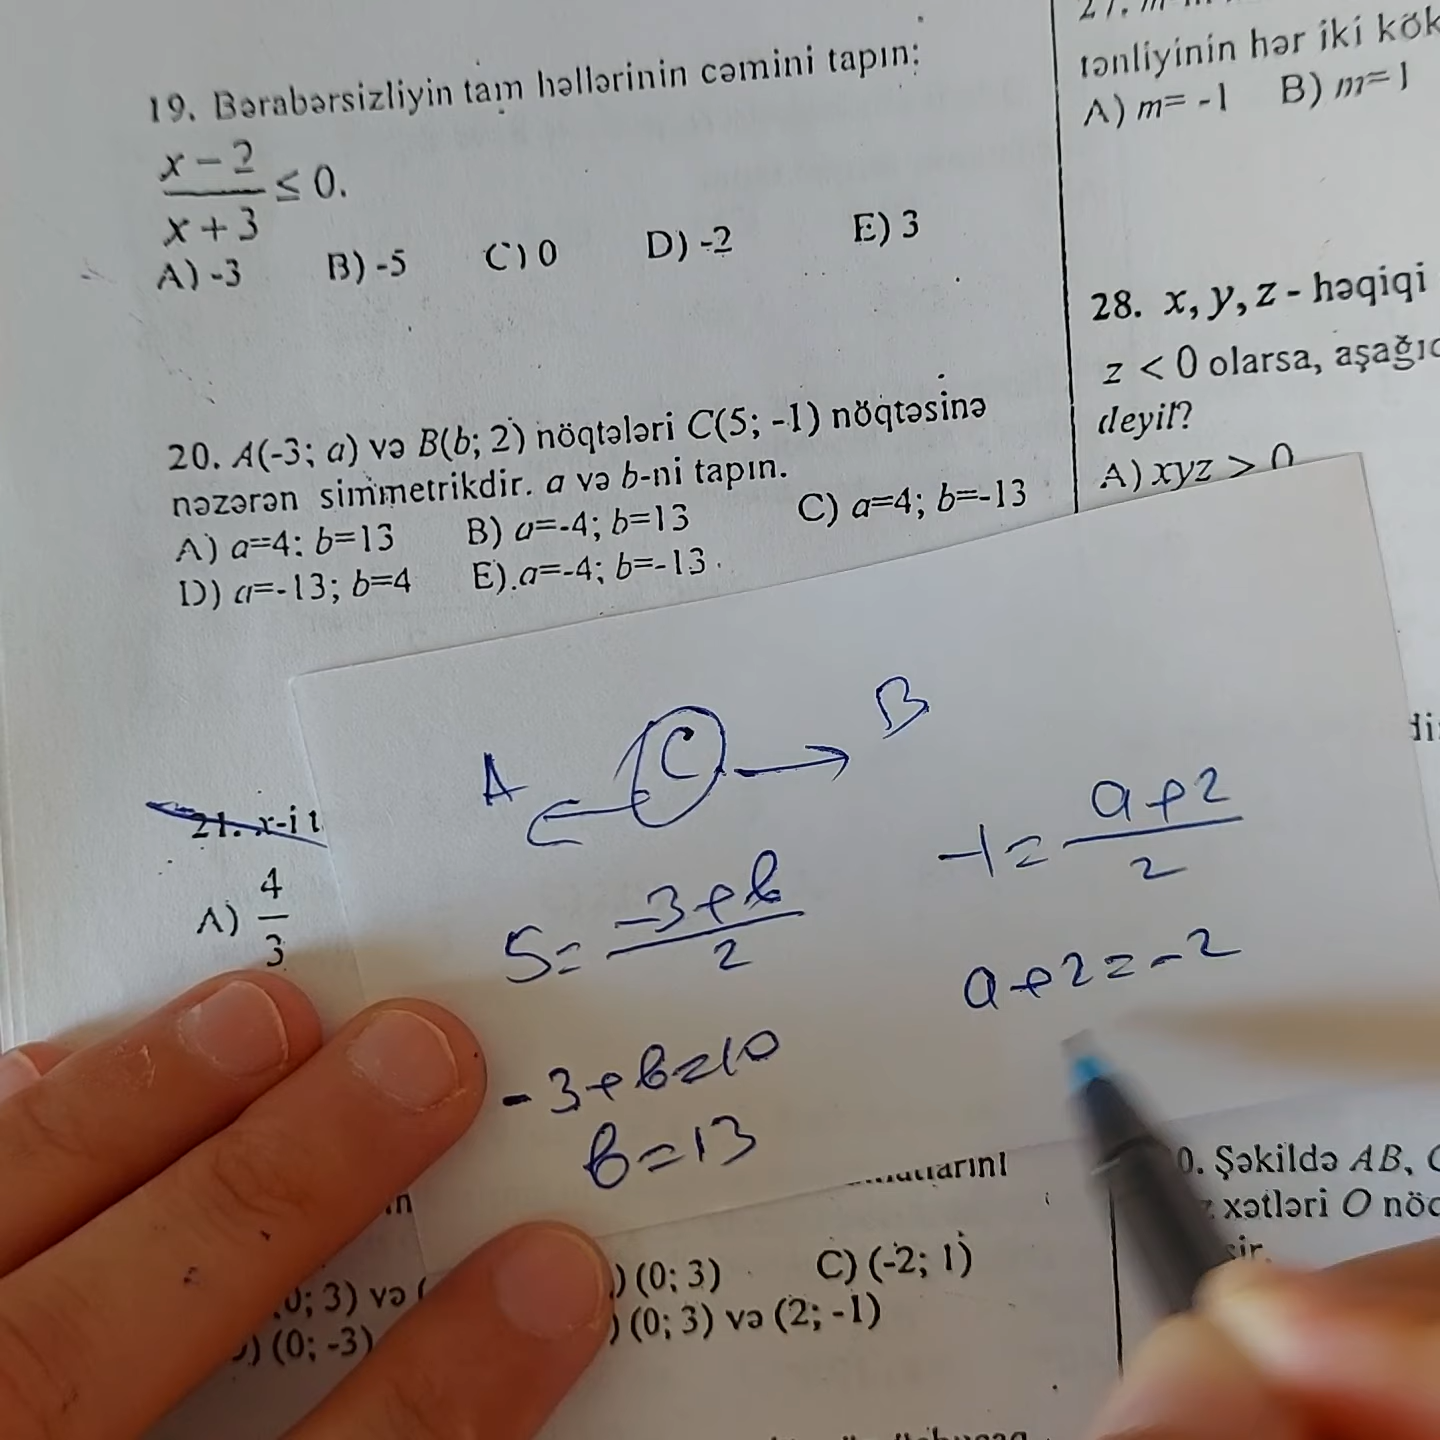 19. Bərabərsizliyin tam həllərinin cəmini tapın:
x − 2
x + 3
≤ 0.
A) -3 B) -5 C) 0 D) -2 E) 3
20. A(-3; a) və B(b; 2) nöqtələri C(5; -1) nöqtəsinə
nəzərən simmetrikdir. a və b-ni tapın.
A) a=4; b=13 B) a=-4; b=13 C) a=4; b=-13
D) a=-13; b=4 E) a=-4; b=-13
A C B
5=
-3+b
2
-3+b=10
b=13
-1=
a+2
2
a+2=-2
21. x-i
A) 4
3
0; 3) və
) (0; 3) C) (-2; 1)
) (0; -3) ) (0; 3) və (2; -1)
tənliyinin hər iki
A) m= -1 B) m=1
28. x, y, z - həqiqi
z < 0 olarsa,
deyil?
A) xyz > 0
0. Şəkildə AB,
xətləri O